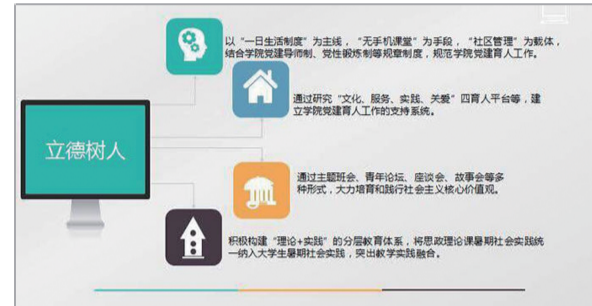 以“一日生活制度”为主线，“无手机课堂”为手段，“社区管理”为载体，
结合学院党建导师制、党性锻炼制等规章制度，规范学院党建育人工作。
通过研究“文化、服务、实践、关爱”四育人平台等，建
立学院党建育人工作的支持系统。
立德树人
通过主题班会、青年论坛、座谈会、故事会等多
种形式，大力培育和践行社会主义核心价值观。
积极构建“理论+实践”的分层教育体系，将思政理论课暑期社会实践统
一纳入大学生暑期社会实践，突出教学实践融合。